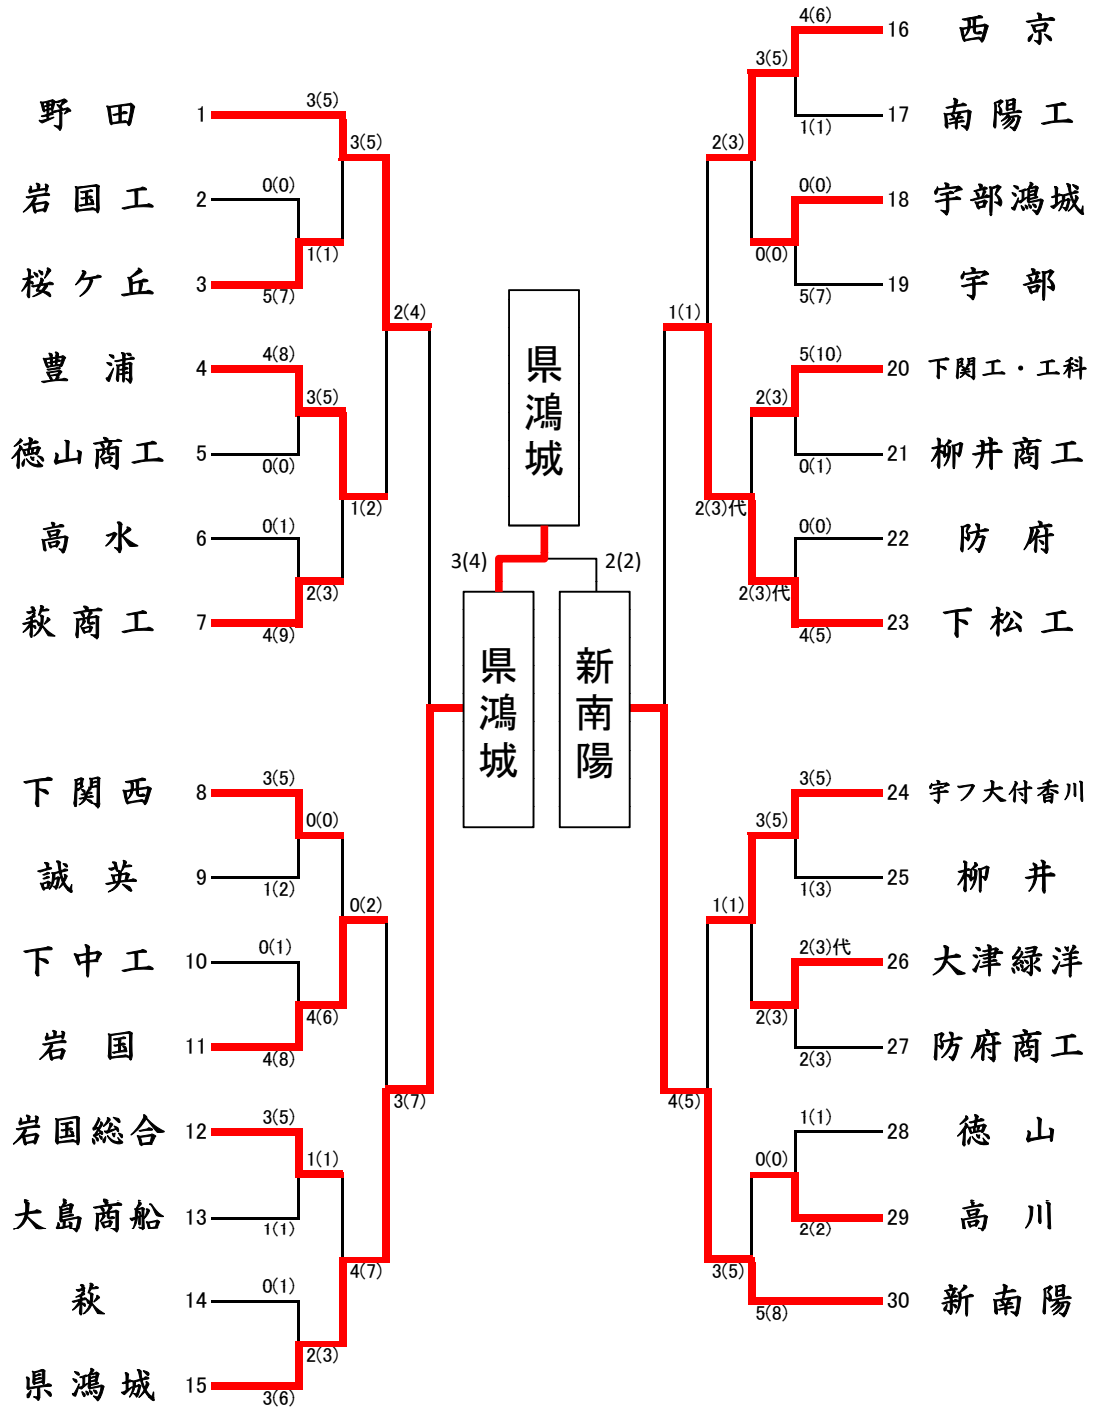 野田 1 3(5)
3(5)
岩国工 2 0(0)
1(1)
桜ケ丘 3 5(7)
2(4)
豊浦 4 4(8)
3(5)
徳山商工 5 0(0)
1(2)
高水 6 0(1)
2(3)
萩商工 7 4(9)
下関西 8 3(5)
0(0)
誠英 9 1(2)
0(2)
下中工 10 0(1)
4(6)
岩国 11 4(8)
3(7)
岩国総合 12 3(5)
1(1)
大島商船 13 1(1)
4(7)
萩 14 0(1)
2(3)
県鴻城 15 3(6)
県鴻城
3(4) 2(2)
県鴻城
新南陽
4(6) 16 西京
3(5)
1(1) 17 南陽工
2(3)
0(0) 18 宇部鴻城
0(0)
5(7) 19 宇部
1(1)
5(10) 20 下関工・工科
2(3)
0(1) 21 柳井商工
2(3)代
0(0) 22 防府
2(3)代
4(5) 23 下松工
3(5) 24 宇フ大付香川
3(5)
1(3) 25 柳井
1(1)
2(3)代 26 大津緑洋
2(3)
2(3) 27 防府商工
4(5)
1(1) 28 徳山
0(0)
2(2) 29 高川
3(5)
5(8) 30 新南陽